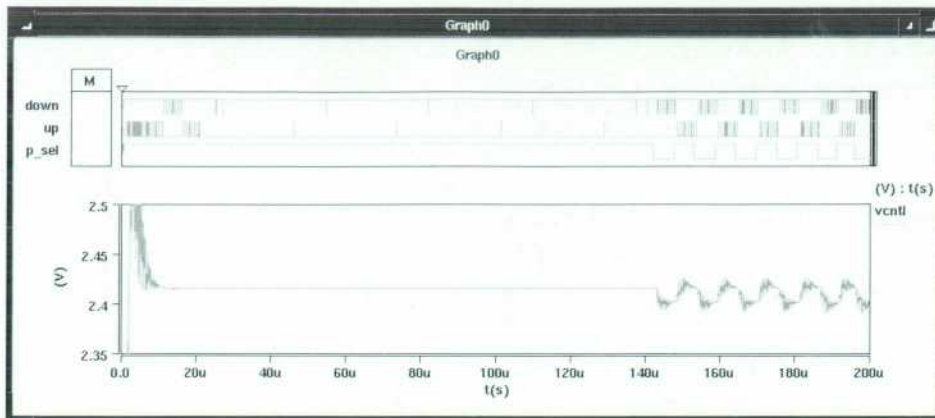 Graph0
Graph0
M
down
up
p_sel
(V) : t(s)
vcntl
2.5
2.45
2.4
2.35
(V)
0.0 20u 40u 60u 80u 100u 120u 140u 160u 180u 200u
t(s)